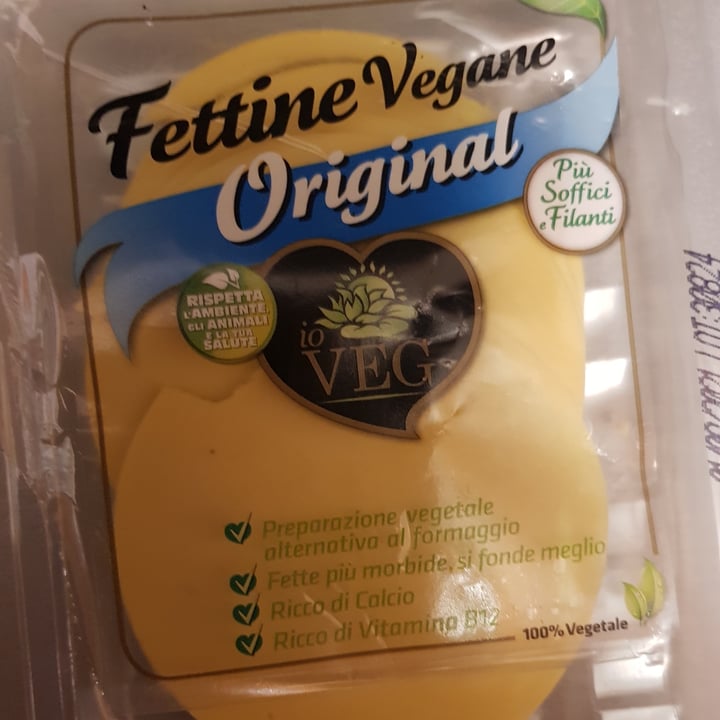 Fettine Vegane
Original
Più
Soffici
e Filanti
RISPETTA
L'AMBIENTE,
GLI ANIMALI
E LA TUA
SALUTE
io
VEG
Preparazione vegetale
alternativa al formaggio
Fette più morbide, si fonde meglio
Ricco di Calcio
Ricco di Vitamina B12
100% Vegetale